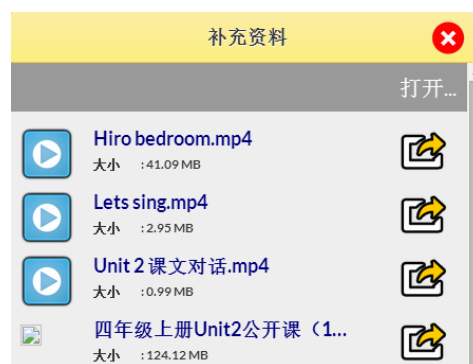 补充资料
打开...
Hiro bedroom.mp4
大小 :41.09 MB
Lets sing.mp4
大小 :2.95 MB
Unit 2 课文对话.mp4
大小 :0.99 MB
四年级上册Unit2公开课（1...
大小 :124.12 MB